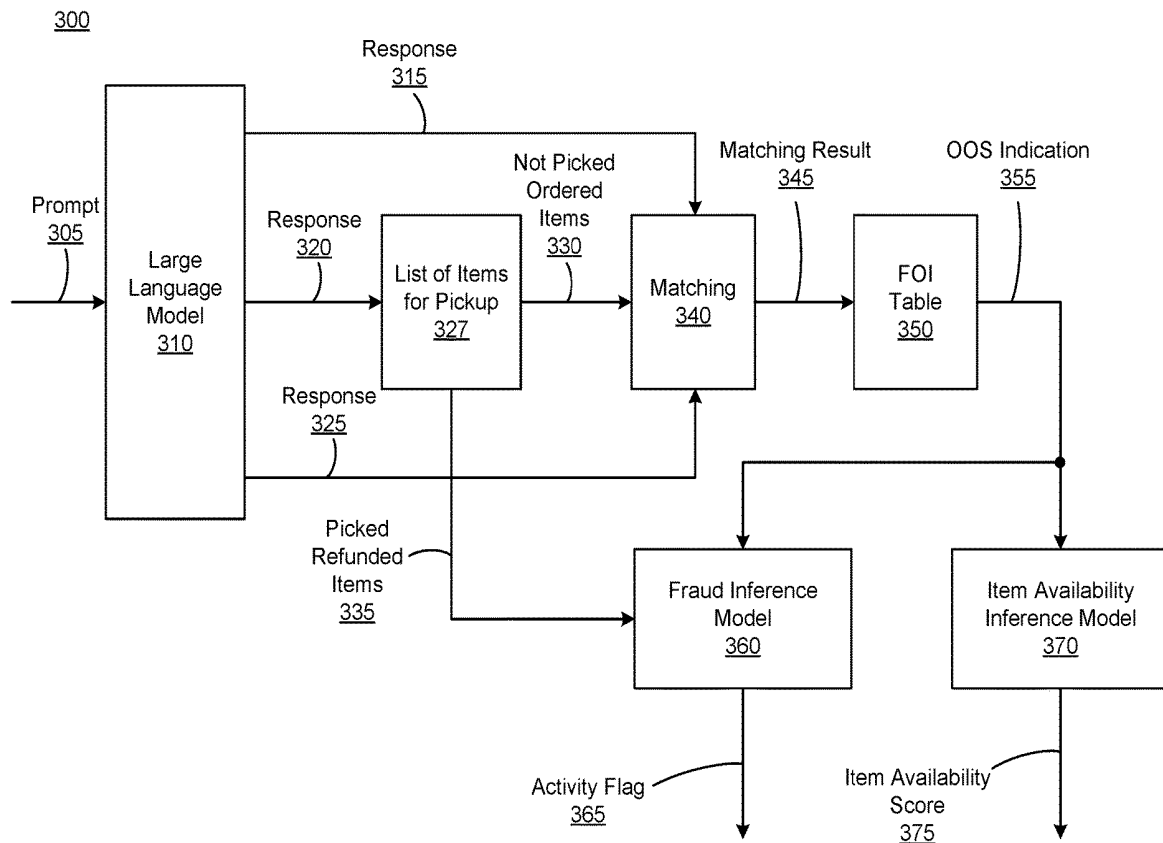 300
Response
315
Prompt
305
Large
Language
Model
310
Response
320
List of Items
for Pickup
327
Not Picked
Ordered
Items
330
Matching
340
Matching Result
345
FOI
Table
350
OOS Indication
355
Response
325
Picked
Refunded
Items
335
Fraud Inference
Model
360
Item Availability
Inference Model
370
Activity Flag
365
Item Availability
Score
375